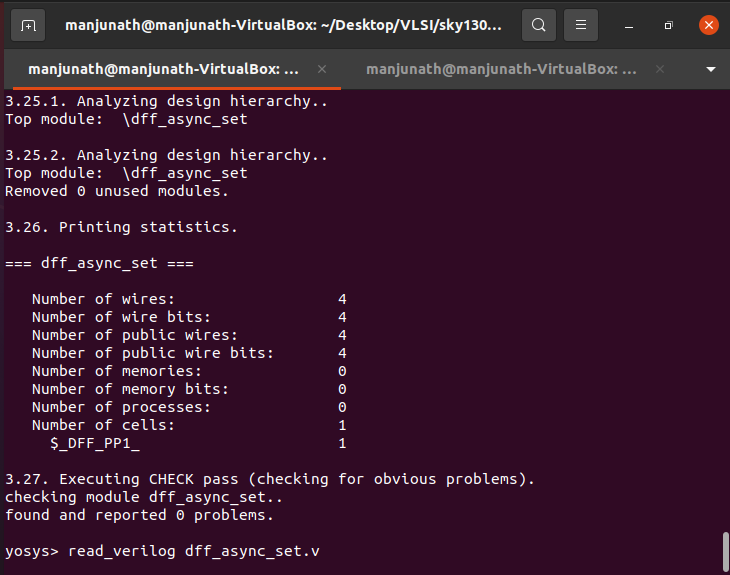 manjunath@manjunath-VirtualBox: ~/Desktop/VLSI/sky130...
manjunath@manjunath-VirtualBox: ...
manjunath@manjunath-VirtualBox: ...
3.25.1. Analyzing design hierarchy..
Top module:  \dff_async_set

3.25.2. Analyzing design hierarchy..
Top module:  \dff_async_set
Removed 0 unused modules.

3.26. Printing statistics.

=== dff_async_set ===

   Number of wires:                  4
   Number of wire bits:              4
   Number of public wires:           4
   Number of public wire bits:       4
   Number of memories:               0
   Number of memory bits:            0
   Number of processes:              0
   Number of cells:                  1
     $_DFF_PP1_                      1

3.27. Executing CHECK pass (checking for obvious problems).
checking module dff_async_set..
found and reported 0 problems.

yosys> read_verilog dff_async_set.v